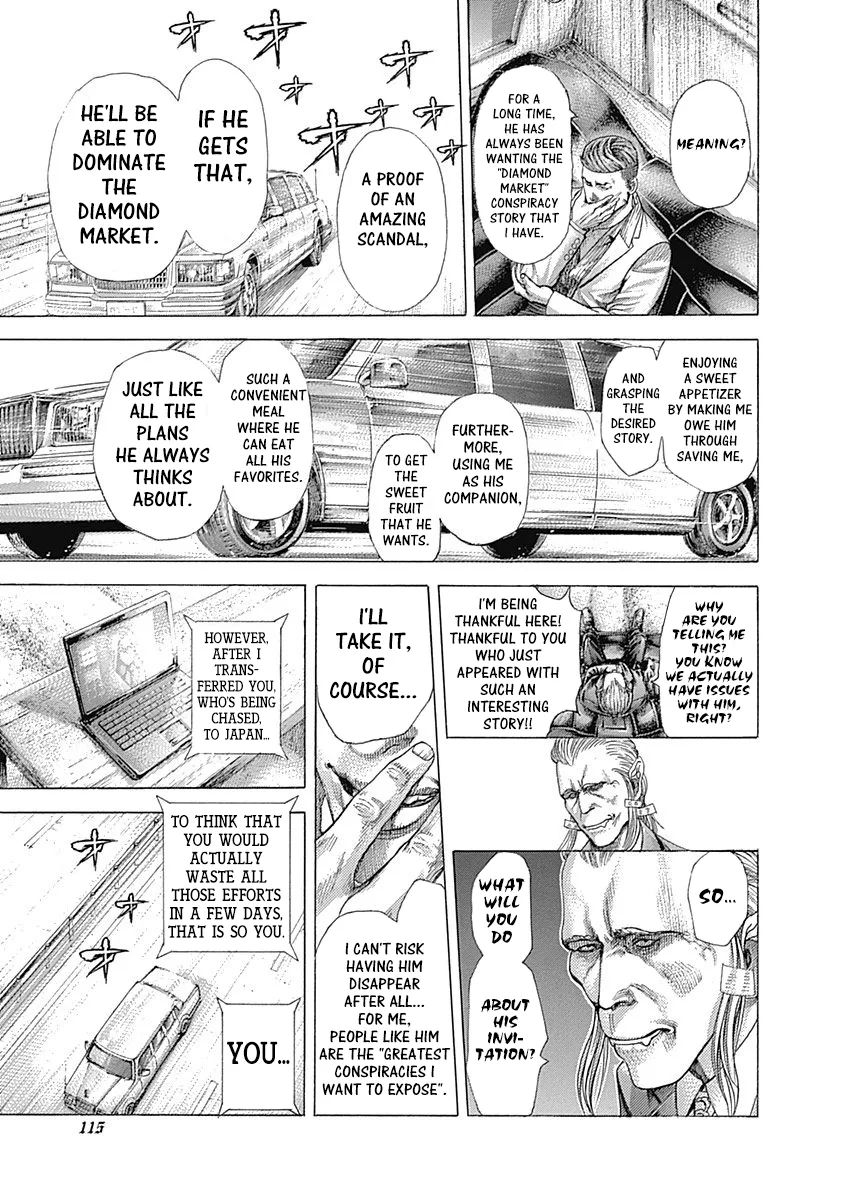 MEANING?
FOR A
LONG TIME,
HE HAS
ALWAYS BEEN
WANTING THE
"DIAMOND
MARKET"
CONSPIRACY
STORY THAT
I HAVE.
A PROOF
OF AN
AMAZING
SCANDAL,
IF HE
GETS
THAT,
HE'LL BE
ABLE TO
DOMINATE
THE
DIAMOND
MARKET.
ENJOYING
A SWEET
APPETIZER
BY MAKING ME
OWE HIM
THROUGH
SAVING ME,
AND
GRASPING
THE
DESIRED
STORY.
FURTHER-
MORE,
USING ME
AS HIS
COMPANION,
TO GET
THE
SWEET
FRUIT
THAT HE
WANTS.
SUCH A
CONVENIENT
MEAL
WHERE HE
CAN EAT
ALL HIS
FAVORITES.
JUST LIKE
ALL THE
PLANS
HE ALWAYS
THINKS
ABOUT.
WHY
ARE YOU
TELLING ME
THIS?
YOU KNOW
WE ACTUALLY
HAVE ISSUES
WITH HIM,
RIGHT?
I'M BEING
THANKFUL HERE!
THANKFUL TO YOU
WHO JUST
APPEARED WITH
SUCH AN
INTERESTING
STORY!!
SO...
WHAT
WILL
YOU
DO
ABOUT
HIS
INVI-
TATION?
I'LL
TAKE IT,
OF
COURSE...
I CAN'T RISK
HAVING HIM
DISAPPEAR
AFTER ALL...
FOR ME,
PEOPLE LIKE HIM
ARE THE "GREATEST
CONSPIRACIES I
WANT TO EXPOSE".
HOWEVER,
AFTER I
TRANS-
FERRED YOU,
WHO'S BEING
CHASED,
TO JAPAN...
TO THINK THAT
YOU WOULD
ACTUALLY
WASTE ALL
THOSE EFFORTS
IN A FEW DAYS,
THAT IS SO YOU.
YOU...
115